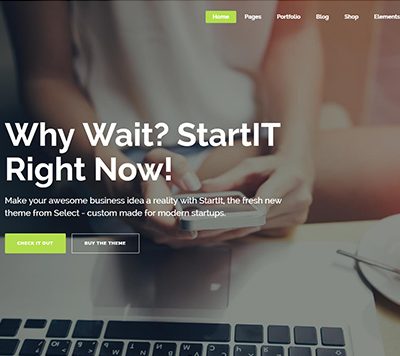 Home Pages Portfolio Blog Shop Elements
Why Wait? StartIT
Right Now!
Make your awesome business idea a reality with StartIt, the fresh new
theme from Select - custom made for modern startups.
CHECK IT OUT BUY THE THEME